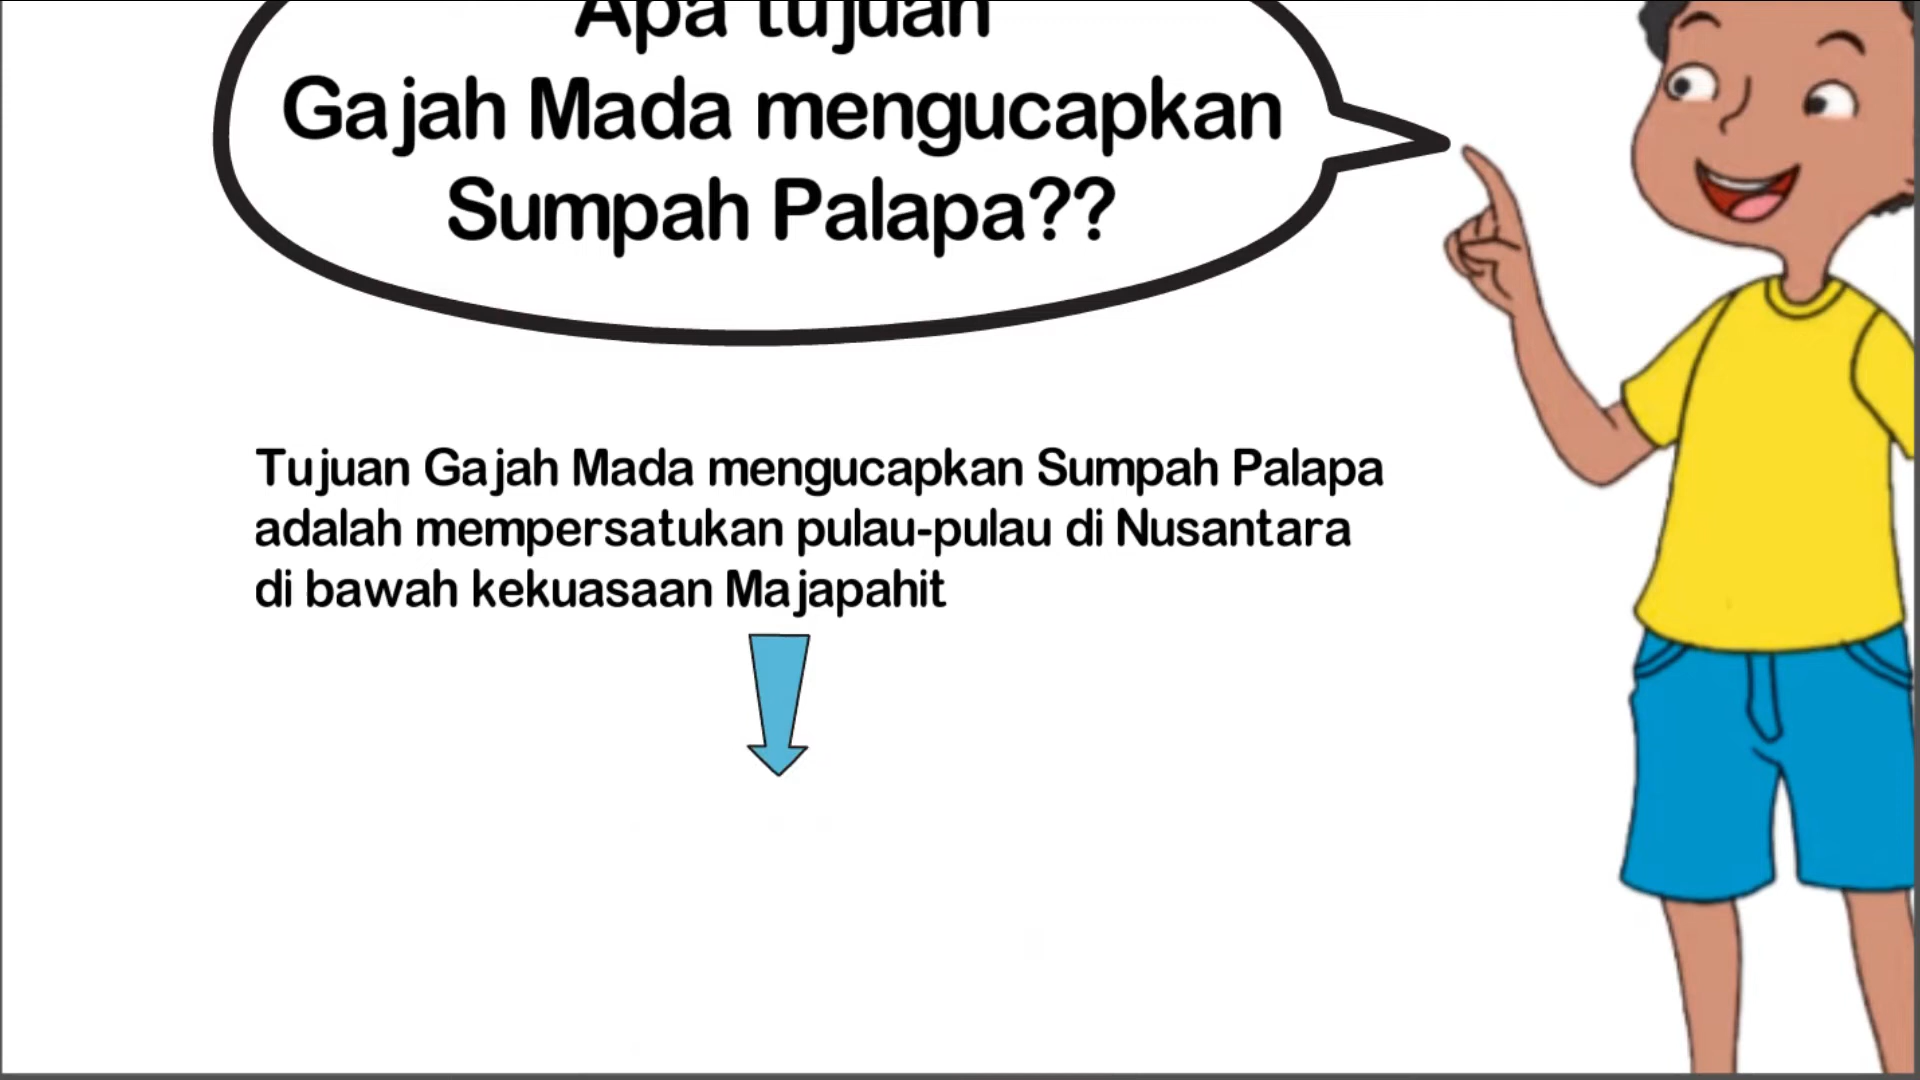 Apa tujuan
Gajah Mada mengucapkan
Sumpah Palapa??
Tujuan Gajah Mada mengucapkan Sumpah Palapa
adalah mempersatukan pulau-pulau di Nusantara
di bawah kekuasaan Majapahit